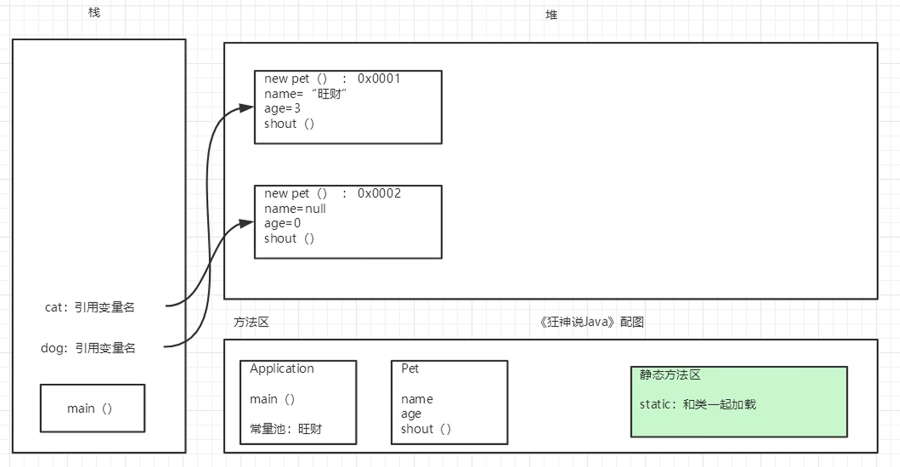 栈
堆
new pet（） ： 0x0001
name=“旺财”
age=3
shout（）
new pet（） ： 0x0002
name=null
age=0
shout（）
cat：引用变量名
dog：引用变量名
main（）
方法区
《狂神说Java》配图
Application
main（）
常量池：旺财
Pet
name
age
shout（）
静态方法区
static：和类一起加载